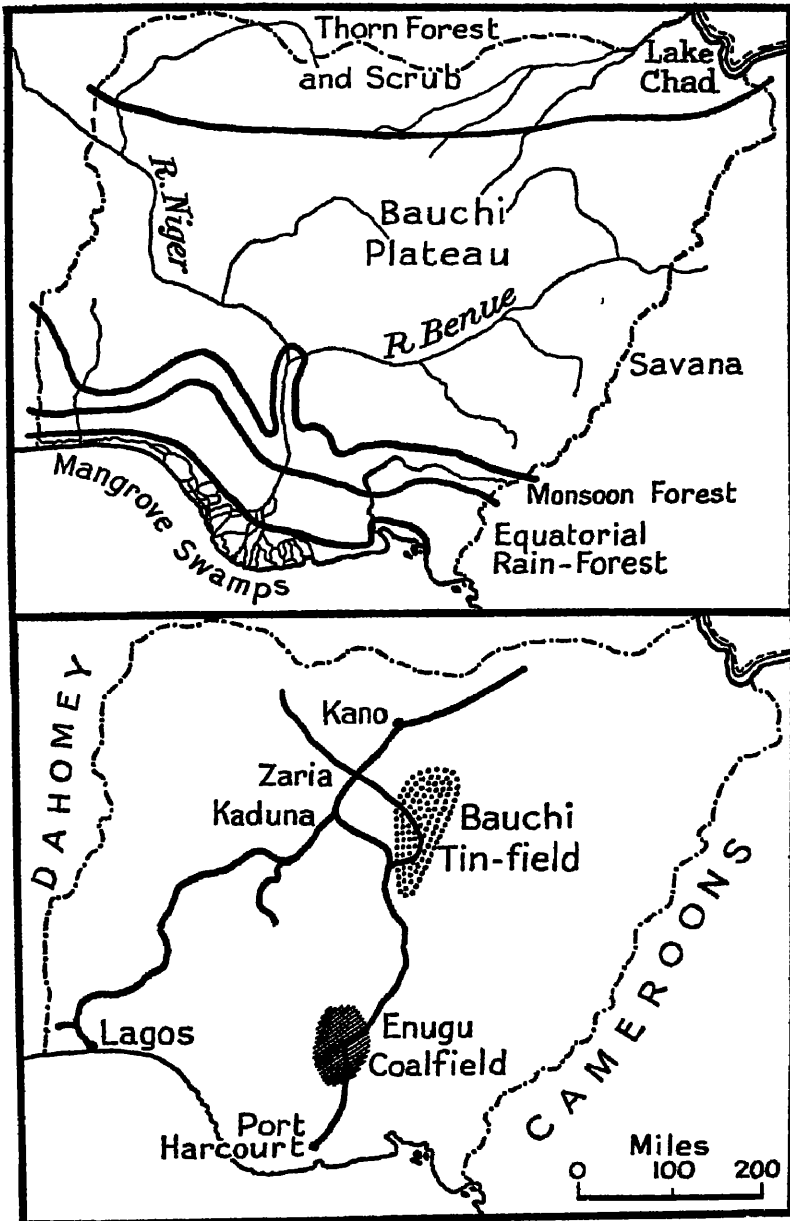 Thorn Forest
and Scrub
Lake
Chad
R. Niger
Bauchi
Plateau
R Benue
Savana
Mangrove Swamps
Monsoon Forest
Equatorial
Rain-Forest
DAHOMEY
Kano
Zaria
Kaduna
Bauchi
Tin-field
CAMEROONS
Lagos
Enugu
Coalfield
Port
Harcourt
Miles
0 100 200